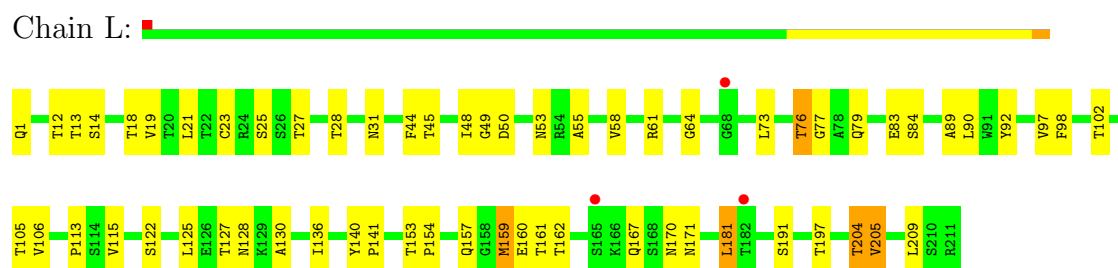 Chain L:
Q1 T12 T13 S14 T18 V19 T20 L21 T22 C23 R24 S25 S26 T27 T28 N31 F44 T45 I48 G49 D50 N53 R54 A55 V58 R61 G64 G68 L73 T76 G77 A78 Q79 E83 S84 A89 L90 W91 Y92 V97 F98 T102
T105 V106 P113 S114 V115 S122 L125 E126 T127 N128 K129 A130 I136 Y140 P141 T153 P154 Q157 G158 M159 E160 T161 T162 S165 K166 Q167 S168 N170 N171 L181 T182 S191 T197 T204 V205 L209 S210 R211